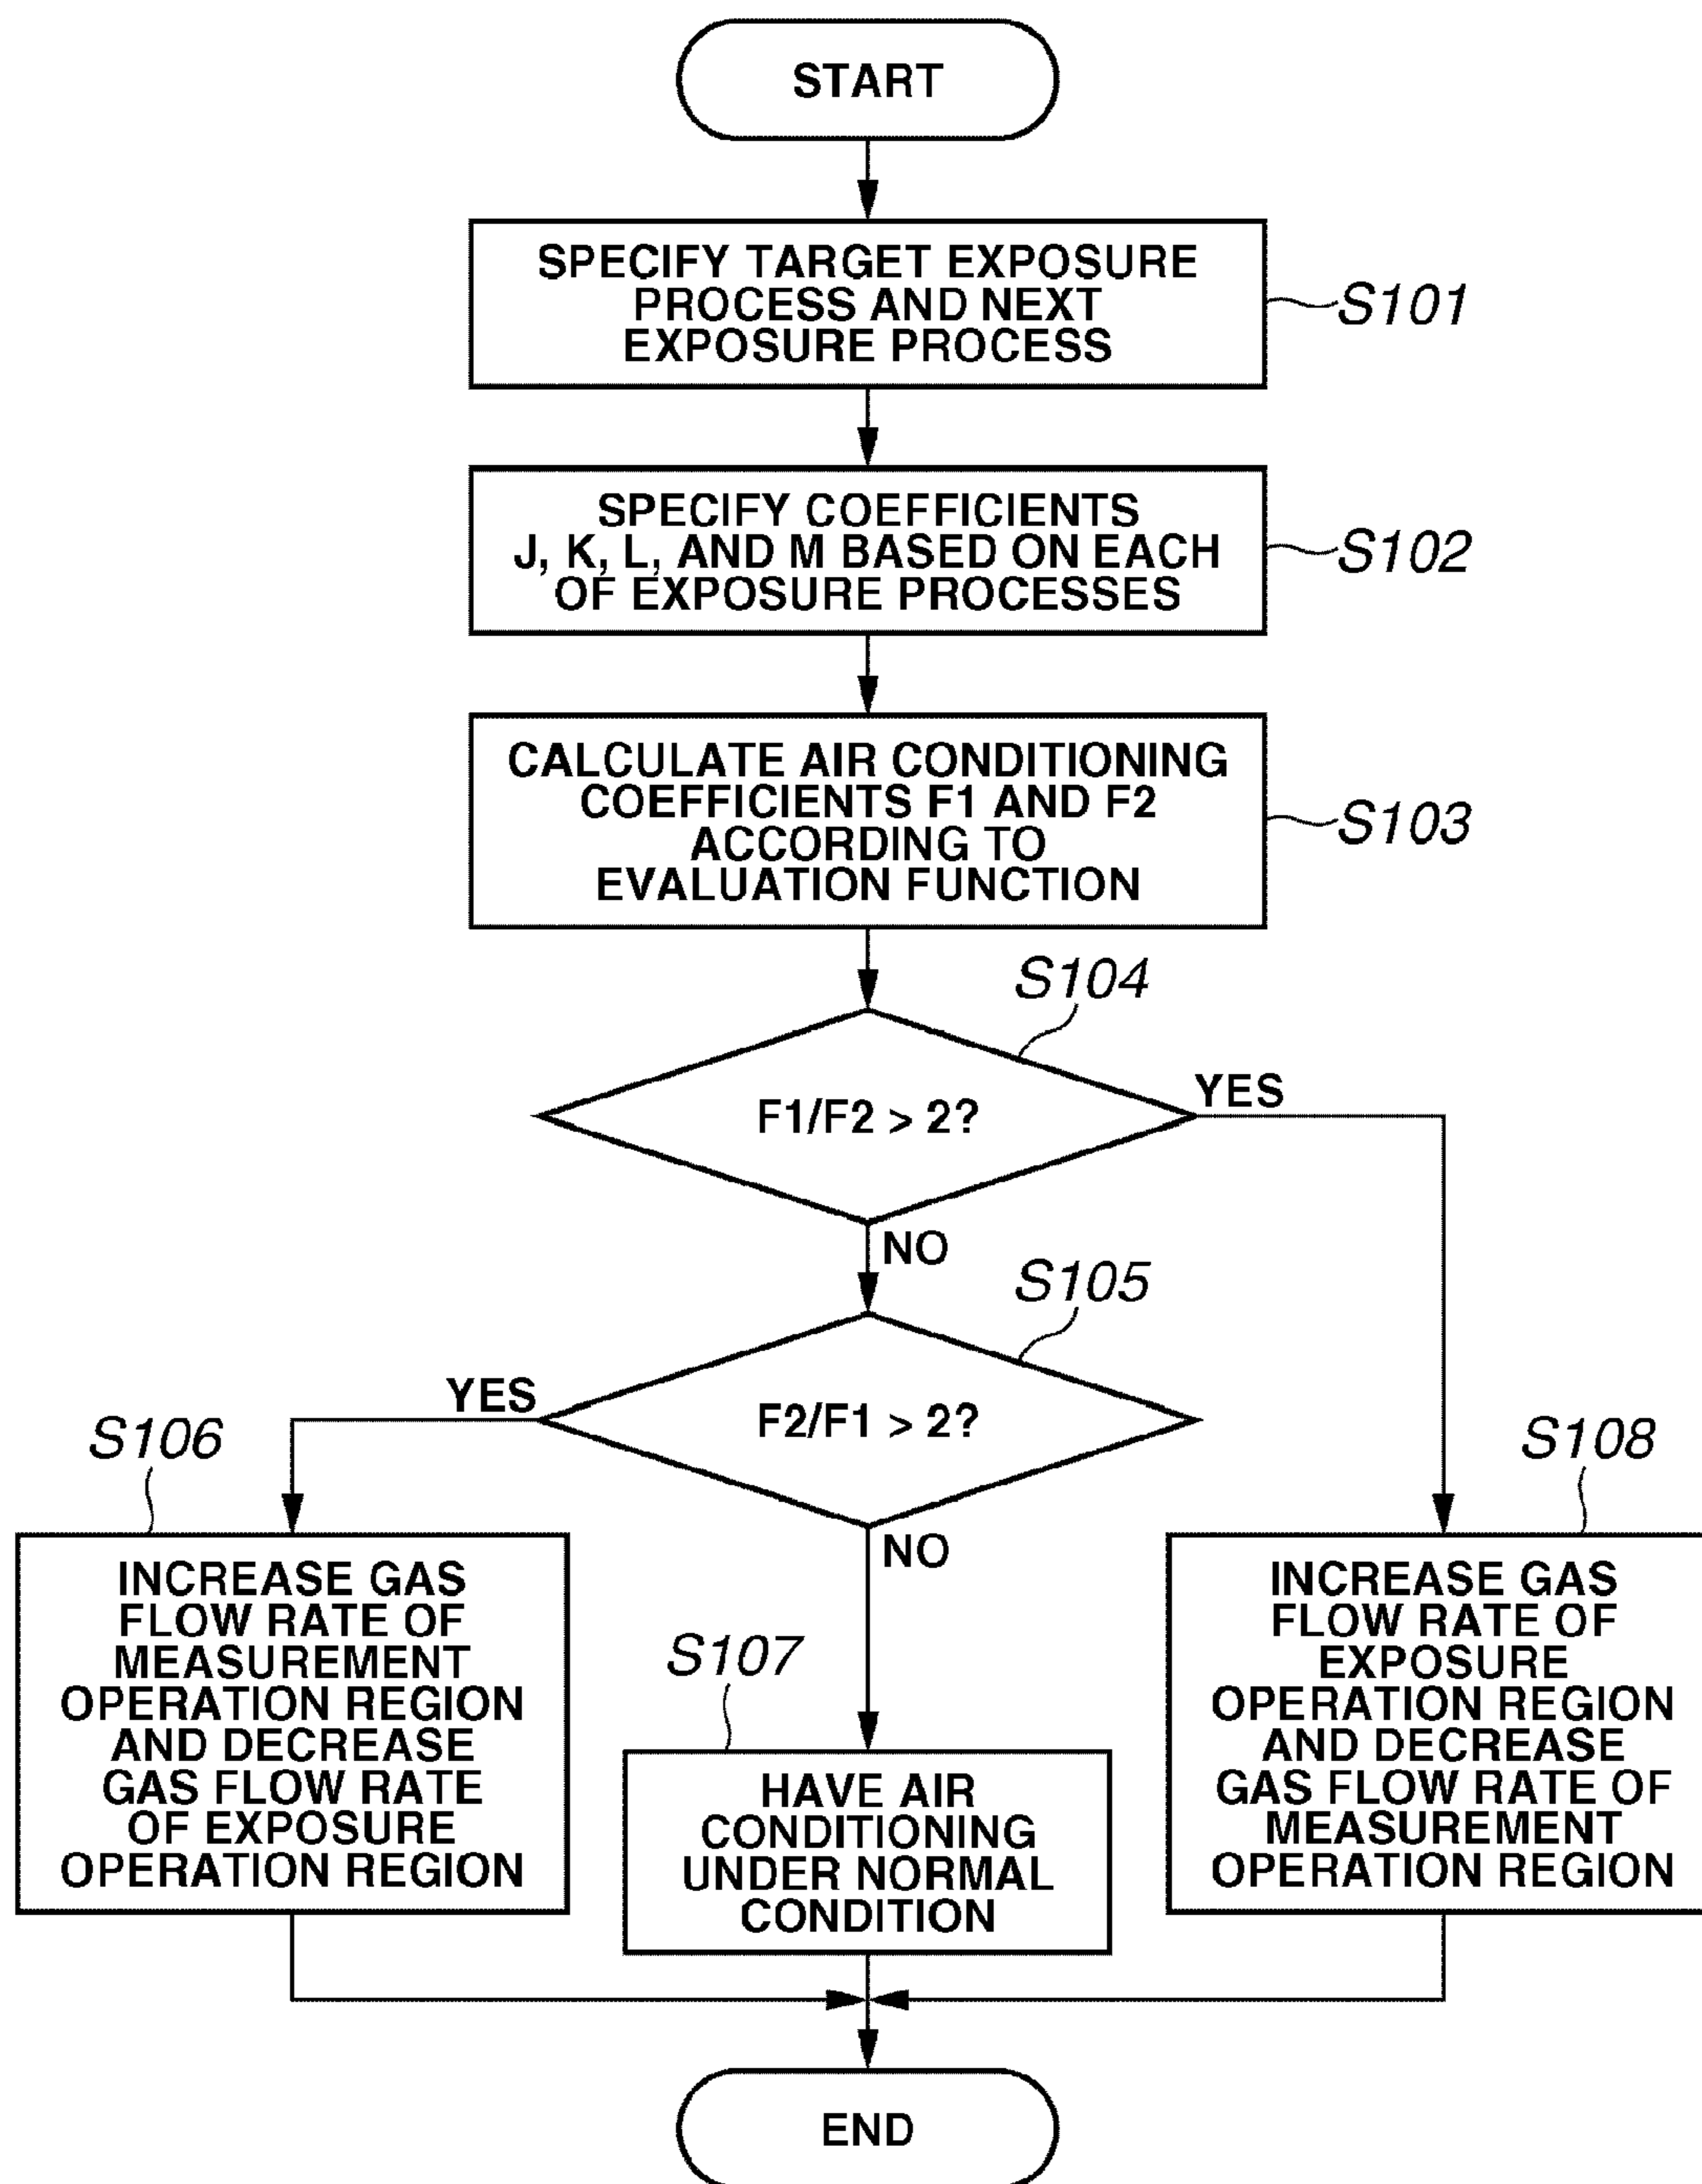 START
SPECIFY TARGET EXPOSURE
PROCESS AND NEXT
EXPOSURE PROCESS
S101
SPECIFY COEFFICIENTS
J, K, L, AND M BASED ON EACH
OF EXPOSURE PROCESSES
S102
CALCULATE AIR CONDITIONING
COEFFICIENTS F1 AND F2
ACCORDING TO
EVALUATION FUNCTION
S103
S104
F1/F2 > 2?
YES
NO
S105
F2/F1 > 2?
YES
NO
S106
INCREASE GAS
FLOW RATE OF
MEASUREMENT
OPERATION REGION
AND DECREASE
GAS FLOW RATE
OF EXPOSURE
OPERATION REGION
S107
HAVE AIR
CONDITIONING
UNDER NORMAL
CONDITION
S108
INCREASE GAS
FLOW RATE OF
EXPOSURE
OPERATION REGION
AND DECREASE
GAS FLOW RATE OF
MEASUREMENT
OPERATION REGION
END